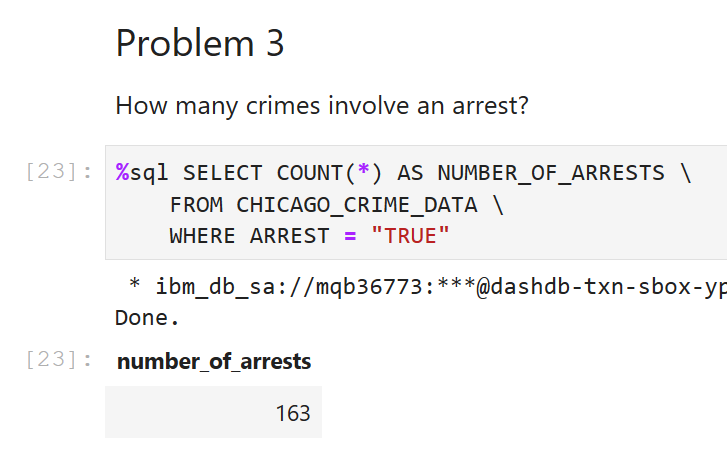 Problem 3
How many crimes involve an arrest?
[23]: %sql SELECT COUNT(*) AS NUMBER_OF_ARRESTS \
FROM CHICAGO_CRIME_DATA \
WHERE ARREST = "TRUE"
* ibm_db_sa://mqb36773:***@dashdb-txn-sbox-yp
Done.
[23]: number_of_arrests
163